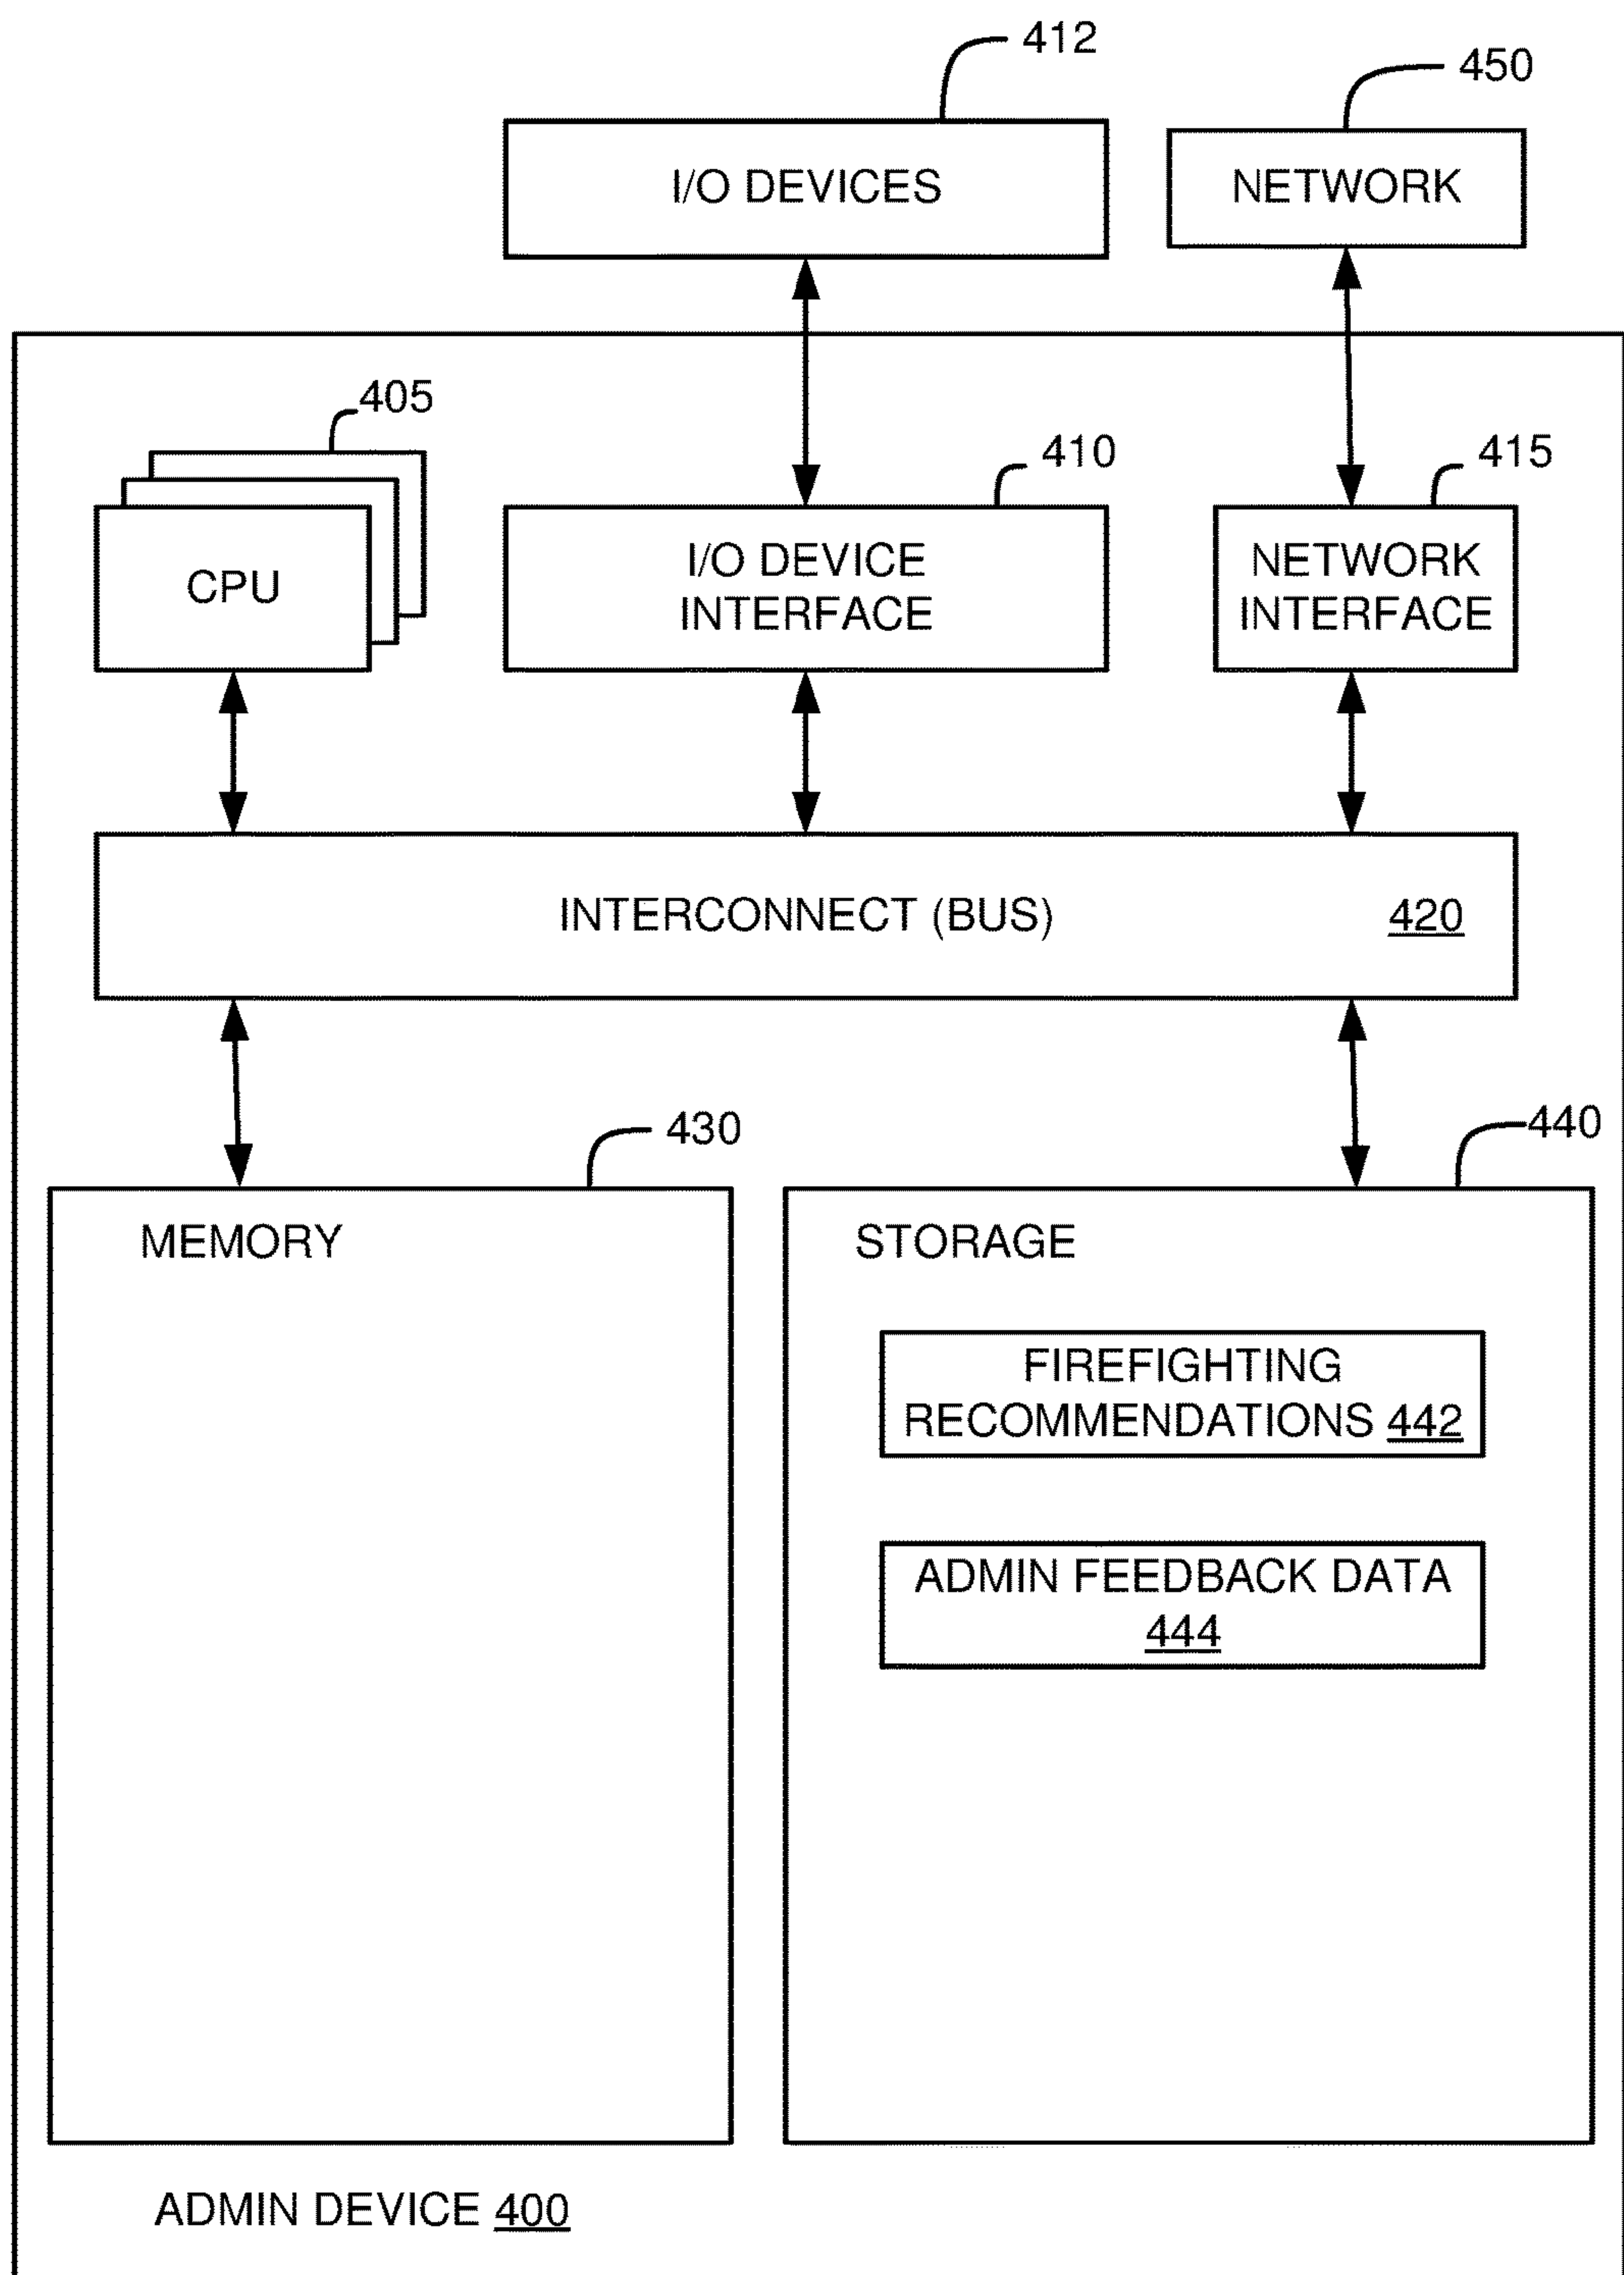 412
450
I/O DEVICES
NETWORK
405
410
415
CPU
I/O DEVICE
INTERFACE
NETWORK
INTERFACE
INTERCONNECT (BUS) 420
430
440
MEMORY
STORAGE
FIREFIGHTING
RECOMMENDATIONS 442
ADMIN FEEDBACK DATA
444
ADMIN DEVICE 400